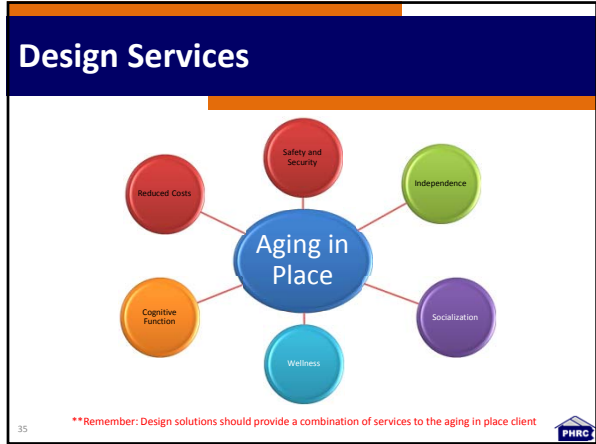 Design Services
Safety and
Security
Reduced Costs
Independence
Aging in
Place
Cognitive
Function
Socialization
Wellness
**Remember: Design solutions should provide a combination of services to the aging in place client
35
PHRC